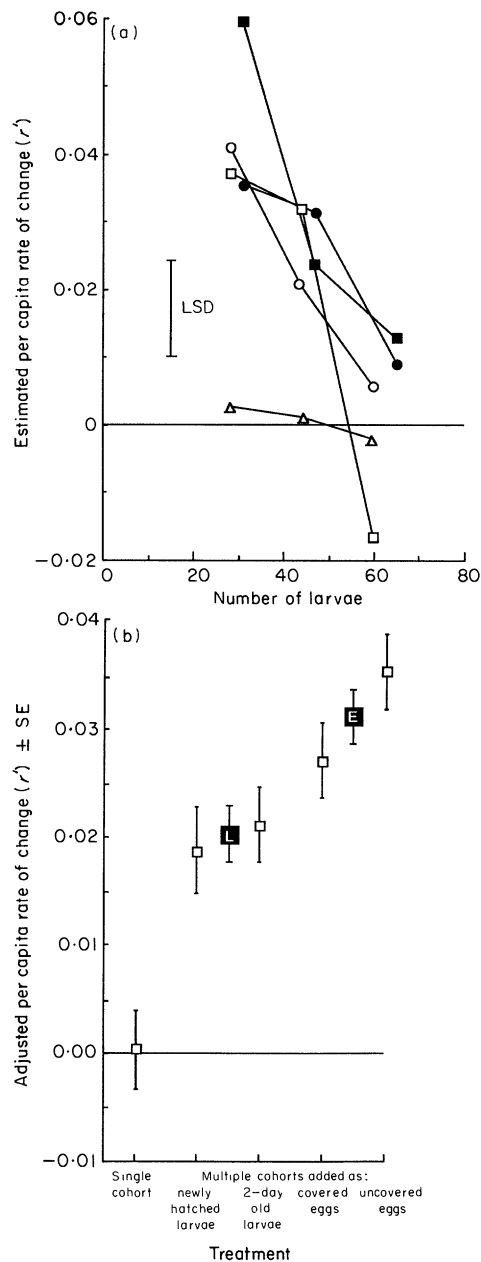 0·06
(a)
0·04
0·02
0
−0·02
LSD
Estimated per capita rate of change (r′)
0 20 40 60 80
Number of larvae
0·04
(b)
0·03
0·02
0·01
0·00
−0·01
L
E
Adjusted per capita rate of change (r′) ± SE
Single cohort
Multiple cohorts added as:
newly hatched larvae
2-day old larvae
covered eggs
uncovered eggs
Treatment